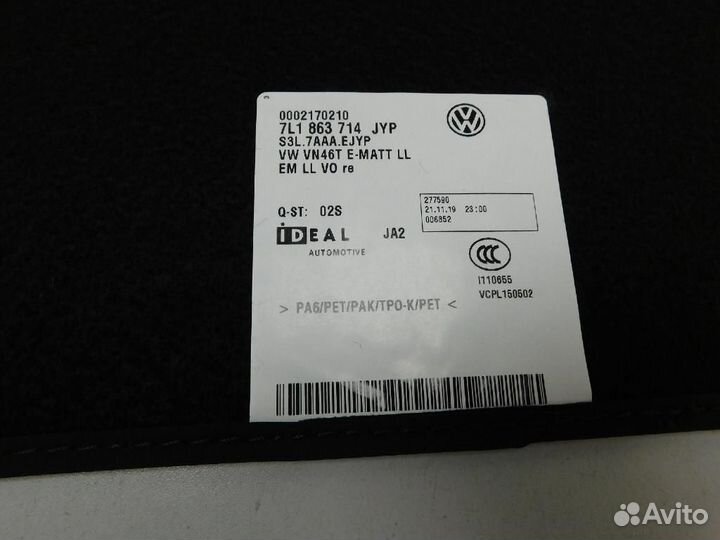 0002170210
7L1 863 714 JYP
S3L.7AAA.EJYP
VW VN46T E-MATT LL
EM LL VO re
Q-ST: 02S
277590
21.11.19 23:00
006852
IDEAL JA2
AUTOMOTIVE
CCC
I110655
VCPL150502
> PA6/PET/PAK/TPO-K/PET <
Avito